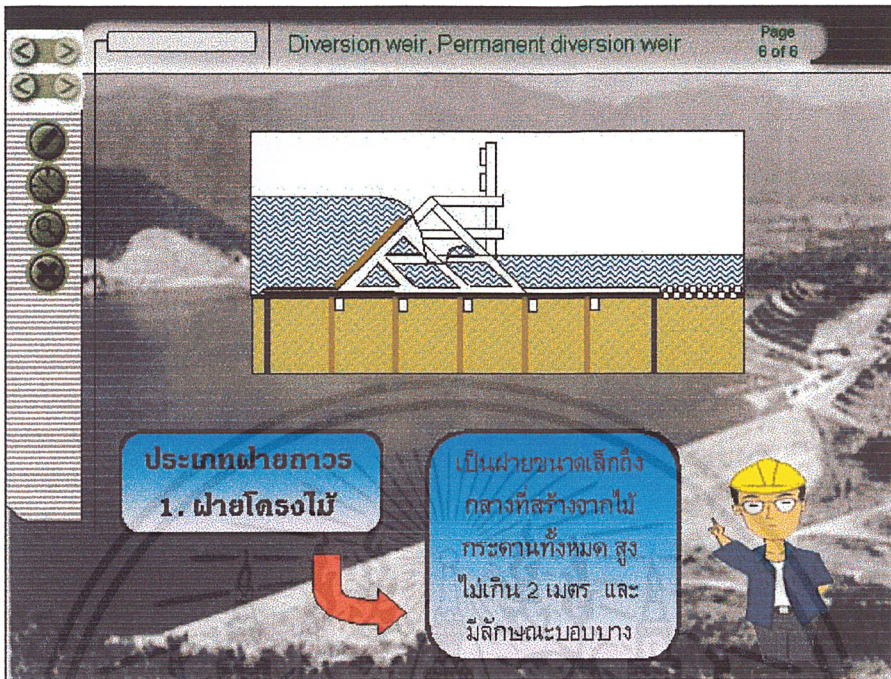 Diversion weir, Permanent diversion weir
Page
6 of 6
ประเภทฝายถาวร
1. ฝายโครงไม้
เป็นฝายขนาดเล็กถึง
กลางที่สร้างจากไม้
กระดานทั้งหมด สูง
ไม่เกิน 2 เมตร และ
มีลักษณะบอบบาง